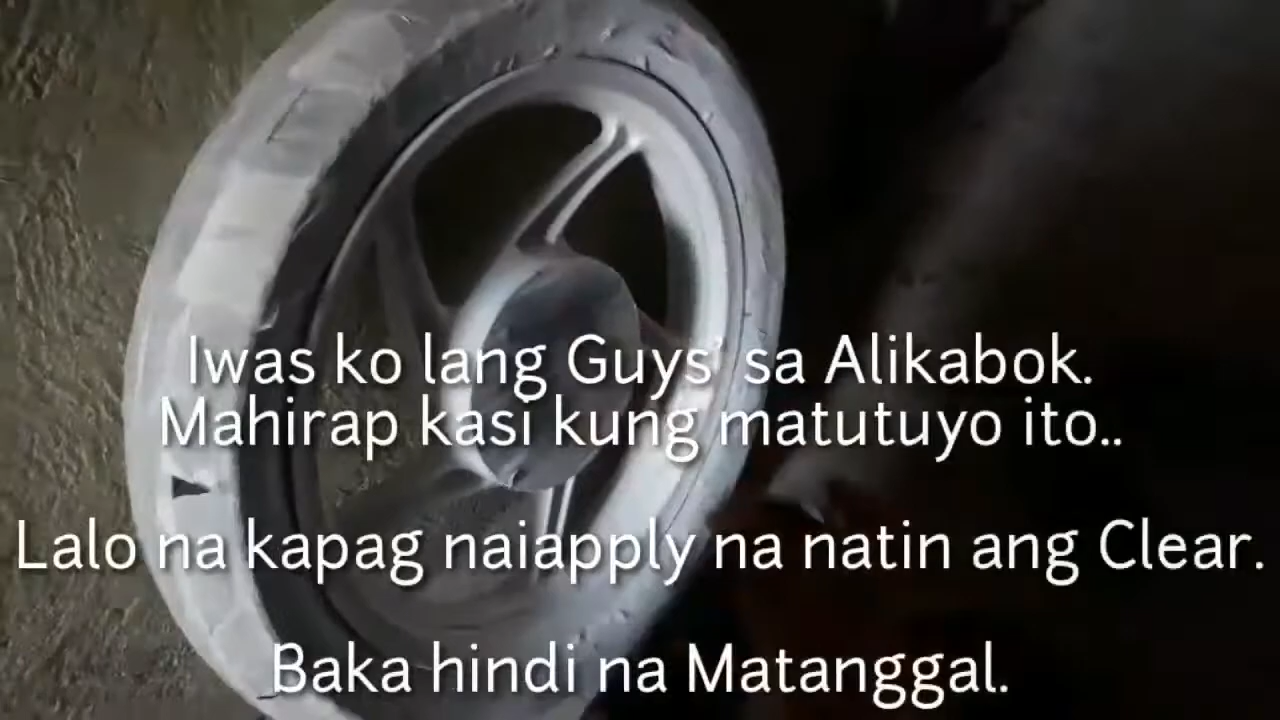 Iwas ko lang Guys' sa Alikabok.
Mahirap kasi kung matutuyo ito..
Lalo na kapag naiapply na natin ang Clear.
Baka hindi na Matanggal.